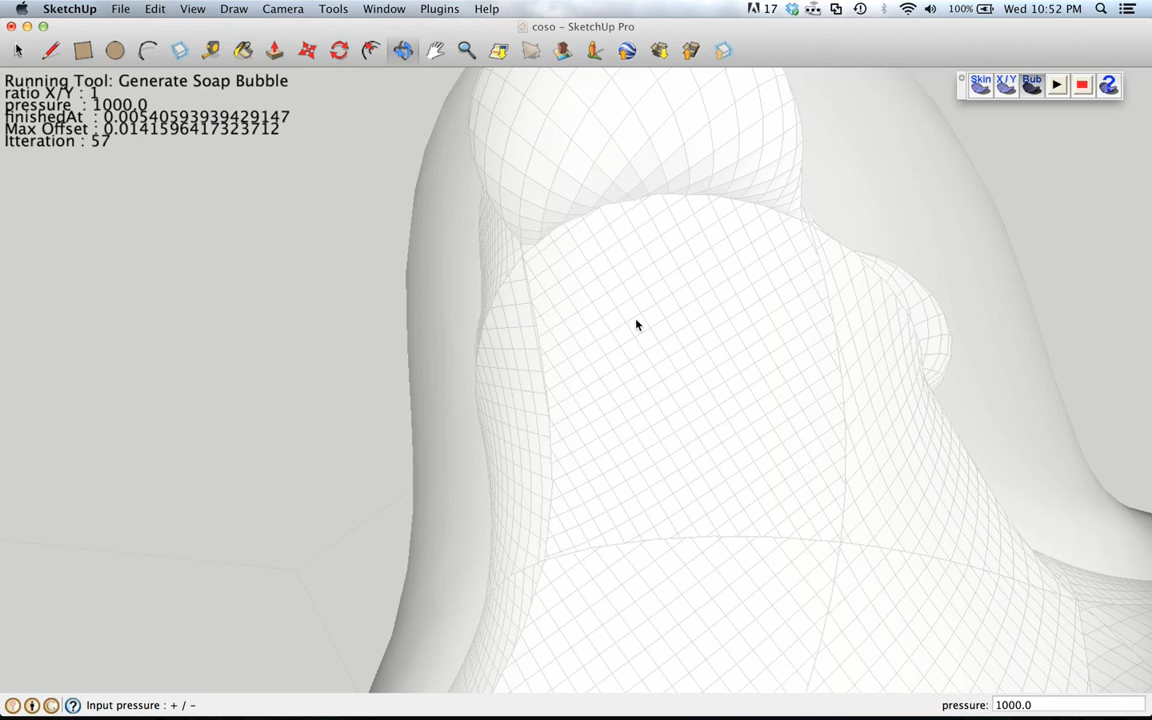 SketchUp File Edit View Draw Camera Tools Window Plugins Help
17 100% Wed 10:52 PM
coso – SketchUp Pro
Running Tool: Generate Soap Bubble
ratio X/Y : 1
pressure : 1000.0
finishedAt : 0.00540593939429147
Max Offset : 0.0141596417323712
Itteration : 57
Skin X/Y Bub
Input pressure : + / -
pressure: 1000.0